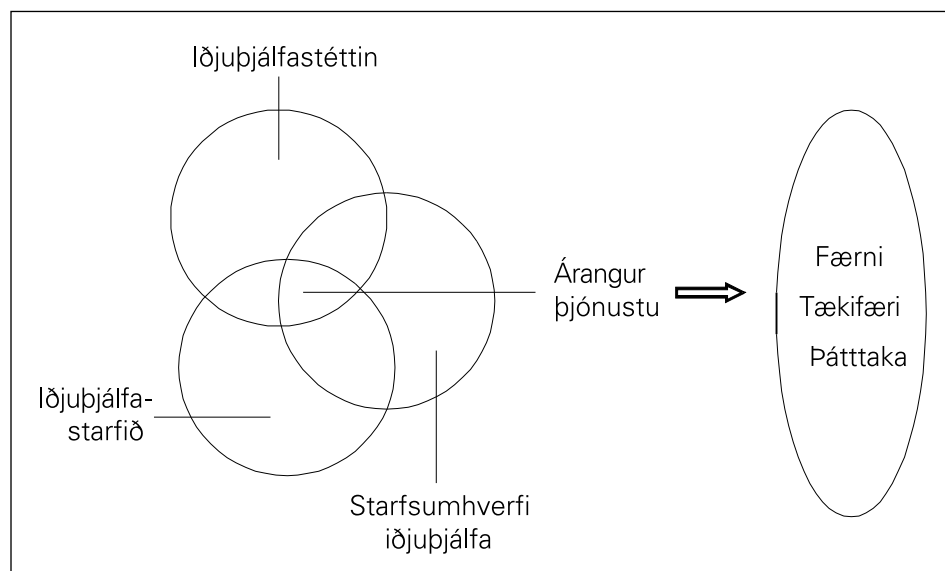 Iðjuþjálfastéttin
Árangur
þjónustu
Færni
Tækifæri
Þátttaka
Iðjuþjálfa-
starfið
Starfsumhverfi
iðjuþjálfa